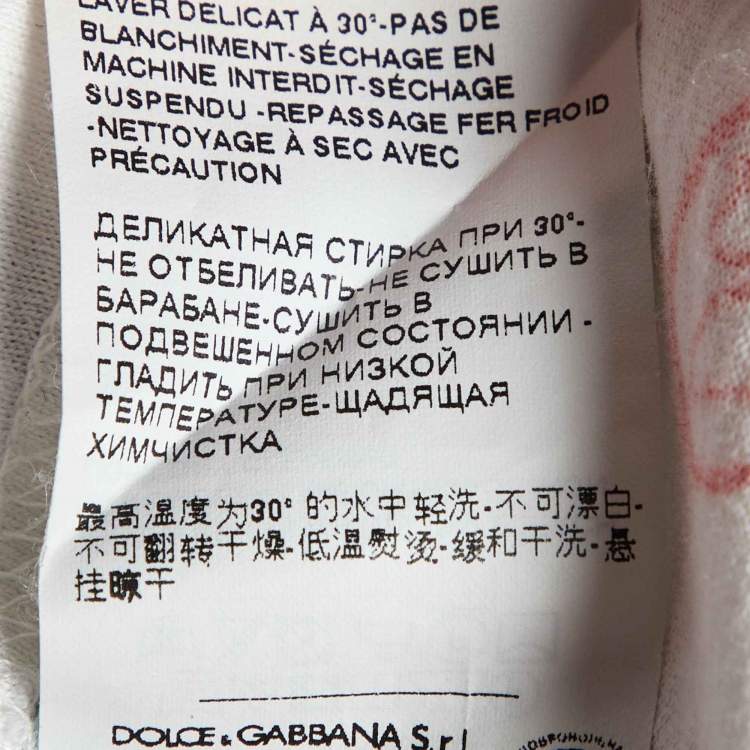 LAVER DÉLICAT À 30°-PAS DE
BLANCHIMENT-SÉCHAGE EN
MACHINE INTERDIT-SÉCHAGE
SUSPENDU -REPASSAGE FER FROID
-NETTOYAGE À SEC AVEC
PRÉCAUTION
ДЕЛИКАТНАЯ СТИРКА ПРИ 30°-
НЕ ОТБЕЛИВАТЬ-НЕ СУШИТЬ В
БАРАБАНЕ-СУШИТЬ В
ПОДВЕШЕННОМ СОСТОЯНИИ -
ГЛАДИТЬ ПРИ НИЗКОЙ
ТЕМПЕРАТУРЕ-ЩАДЯЩАЯ
ХИМЧИСТКА
最高温度为30° 的水中轻洗-不可漂白-
不可翻转干燥-低温熨烫-缓和干洗-悬
挂晾干
DOLCE & GABBANA S.r.l